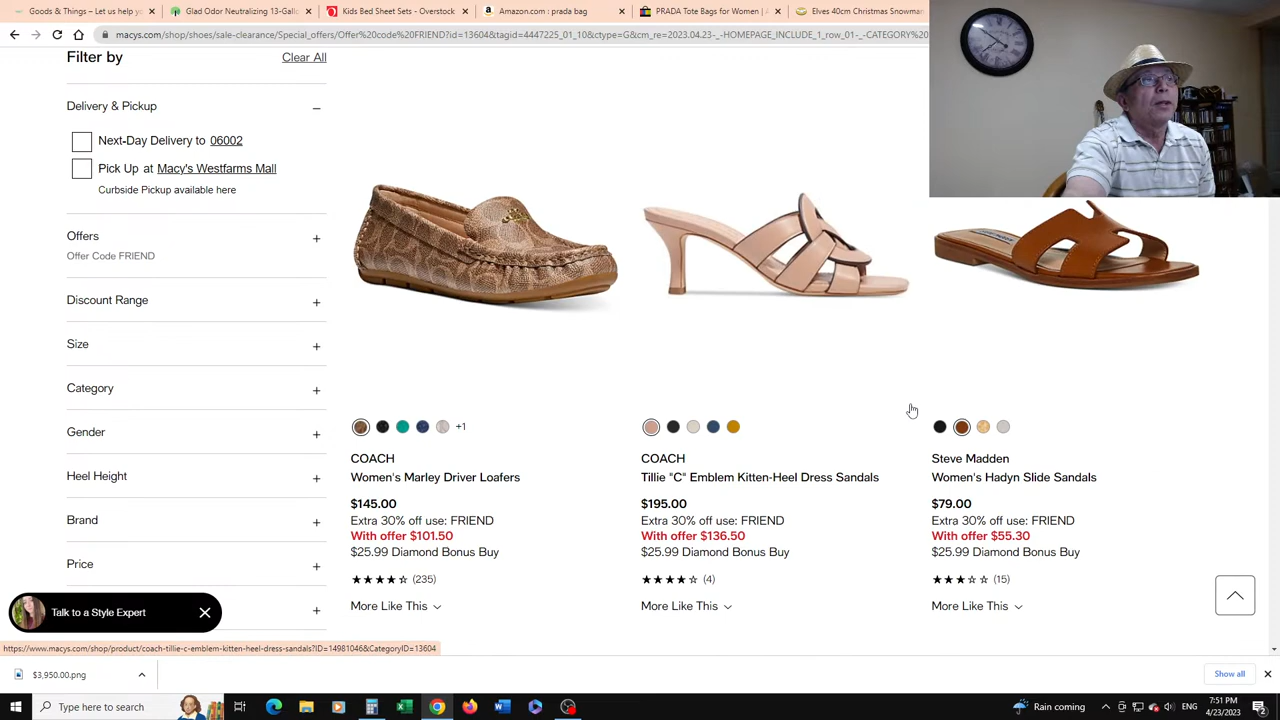 Goods & Things – Let us help yo
Glad Odor Neutralizing 13-Gallo
Kids Bed Sheet Sets - Overstock
Amazon.com : prada bag
PRADA Tote Bags for Women | A
Elves 40cm Christmas Snowman
macys.com/shop/shoes/sale-clearance/Special_offers/Offer%20code%20FRIEND?id=13604&tagid=4447225_01_10&ctype=G&cm_re=2023.04.23-_-HOMEPAGE_INCLUDE_1_row_01-_-CATEGORY%20
Filter by
Clear All
Delivery & Pickup
Next-Day Delivery to 06002
Pick Up at Macy's Westfarms Mall
Curbside Pickup available here
Offers
Offer Code FRIEND
Discount Range
Size
Category
Gender
Heel Height
Brand
Price
Talk to a Style Expert
+1
COACH
Women's Marley Driver Loafers
$145.00
Extra 30% off use: FRIEND
With offer $101.50
$25.99 Diamond Bonus Buy
(235)
More Like This
COACH
Tillie "C" Emblem Kitten-Heel Dress Sandals
$195.00
Extra 30% off use: FRIEND
With offer $136.50
$25.99 Diamond Bonus Buy
(4)
More Like This
Steve Madden
Women's Hadyn Slide Sandals
$79.00
Extra 30% off use: FRIEND
With offer $55.30
$25.99 Diamond Bonus Buy
(15)
More Like This
https://www.macys.com/shop/product/coach-tillie-c-emblem-kitten-heel-dress-sandals?ID=14981046&CategoryID=13604
$3,950.00.png
Show all
Type here to search
Rain coming
ENG
7:51 PM
4/23/2023
2